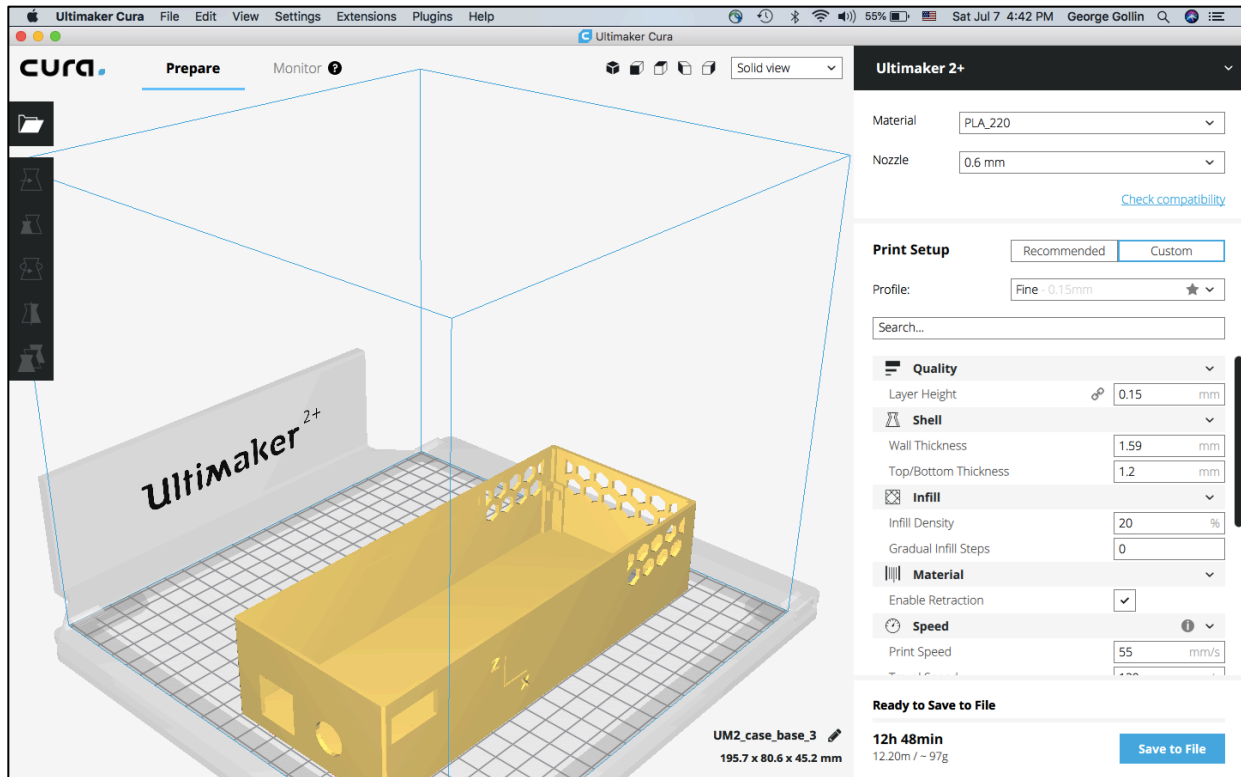 Ultimaker Cura File Edit View Settings Extensions Plugins Help 55% Sat Jul 7 4:42 PM George Gollin
Ultimaker Cura
cura. Prepare Monitor ? Solid view
Ultimaker 2+
Material PLA_220
Nozzle 0.6 mm
Check compatibility
Print Setup Recommended Custom
Profile: Fine - 0.15mm
Search...
Quality
Layer Height 0.15 mm
Shell
Wall Thickness 1.59 mm
Top/Bottom Thickness 1.2 mm
Infill
Infill Density 20 %
Gradual Infill Steps 0
Material
Enable Retraction
Speed
Print Speed 55 mm/s
Ultimaker 2+
Z
X
UM2_case_base_3
195.7 x 80.6 x 45.2 mm
Ready to Save to File
12h 48min
12.20m / ~ 97g
Save to File